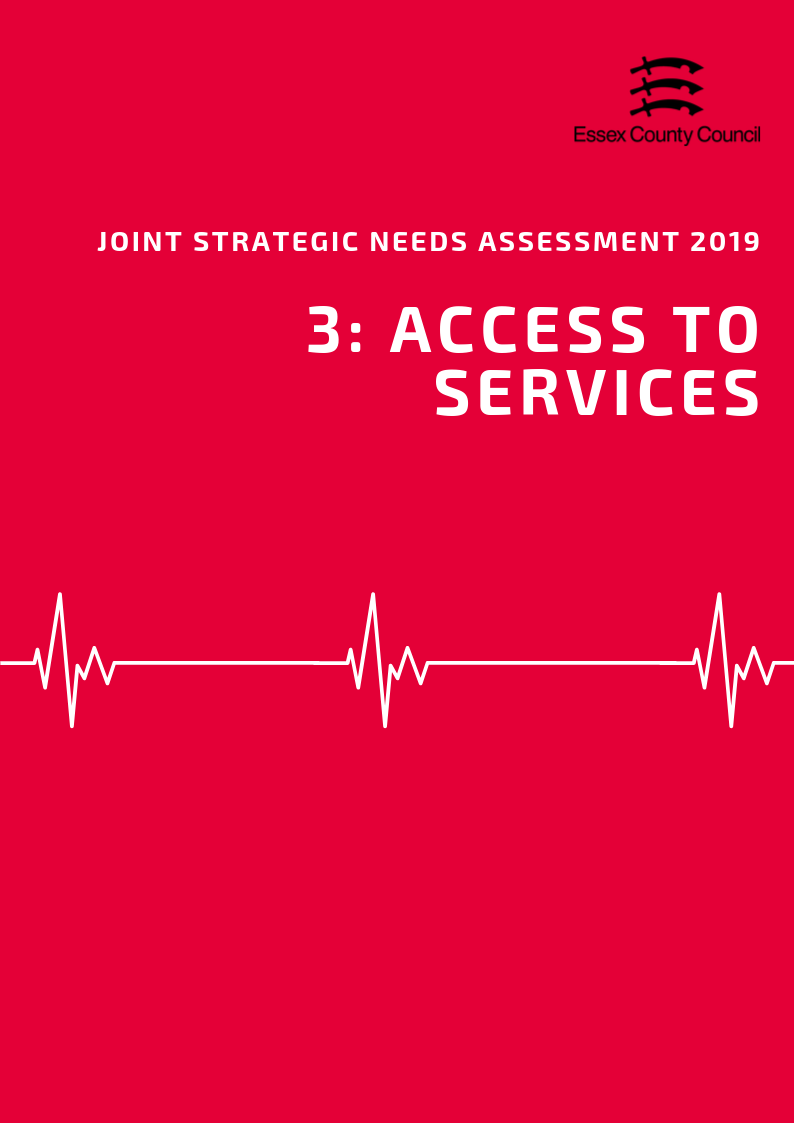 Essex County Council
JOINT STRATEGIC NEEDS ASSESSMENT 2019
3: ACCESS TO
SERVICES